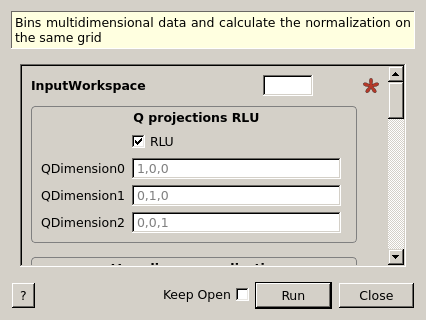 Bins multidimensional data and calculate the normalization on
the same grid
InputWorkspace
Q projections RLU
RLU
QDimension0 1,0,0
QDimension1 0,1,0
QDimension2 0,0,1
? Keep Open Run Close